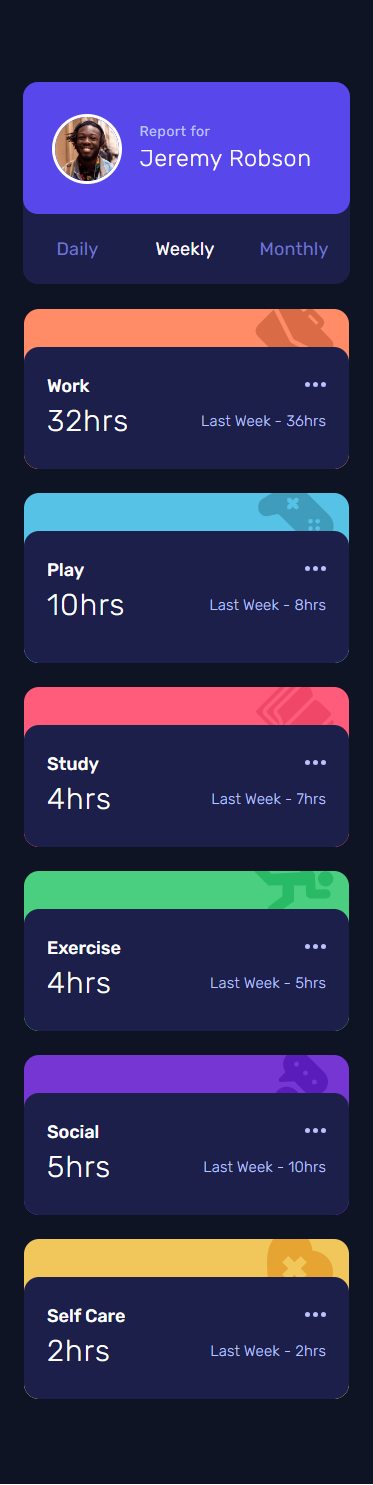 Report for
Jeremy Robson
Daily Weekly Monthly
Work
32hrs Last Week - 36hrs
Play
10hrs Last Week - 8hrs
Study
4hrs Last Week - 7hrs
Exercise
4hrs Last Week - 5hrs
Social
5hrs Last Week - 10hrs
Self Care
2hrs Last Week - 2hrs